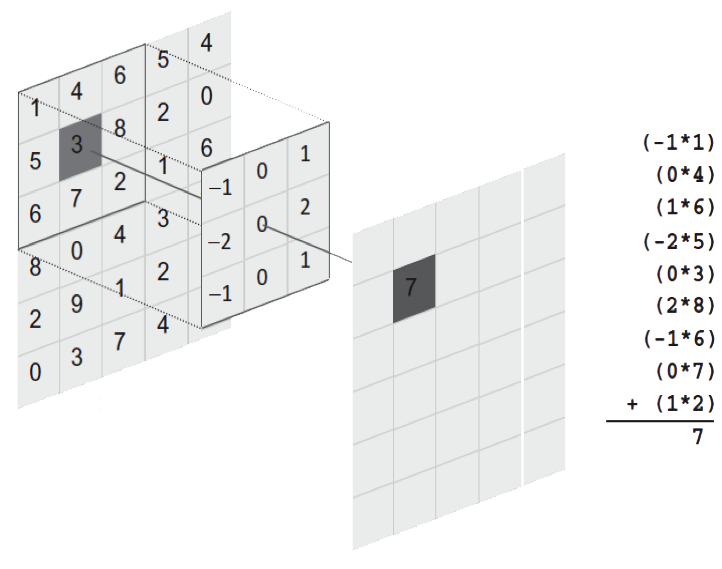 1 4 6 5 4
5 3 8 2 0
6 7 2 1 6
8 0 4 3
2 9 1 2
0 3 7 4
−1 0 1
−2 0 2
−1 0 1
7
(-1*1)
(0*4)
(1*6)
(-2*5)
(0*3)
(2*8)
(-1*6)
(0*7)
+ (1*2)
7